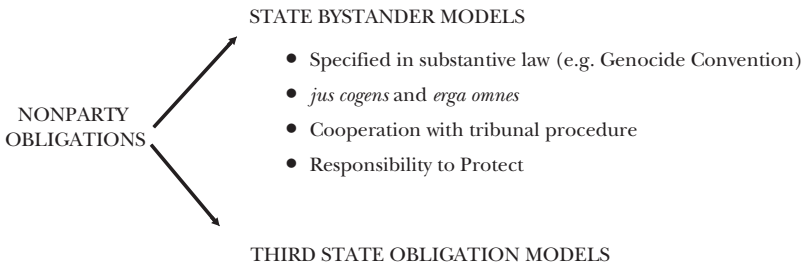 STATE BYSTANDER MODELS
• Specified in substantive law (e.g. Genocide Convention)
• jus cogens and erga omnes
• Cooperation with tribunal procedure
• Responsibility to Protect
NONPARTY
OBLIGATIONS
THIRD STATE OBLIGATION MODELS